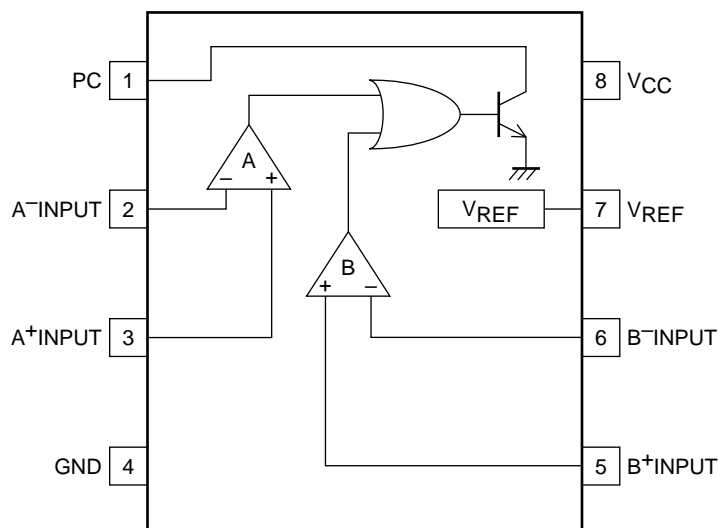 PC 1
8 VCC
A
– +
A–INPUT 2
VREF
7 VREF
B
+ –
A+INPUT 3
6 B–INPUT
GND 4
5 B+INPUT